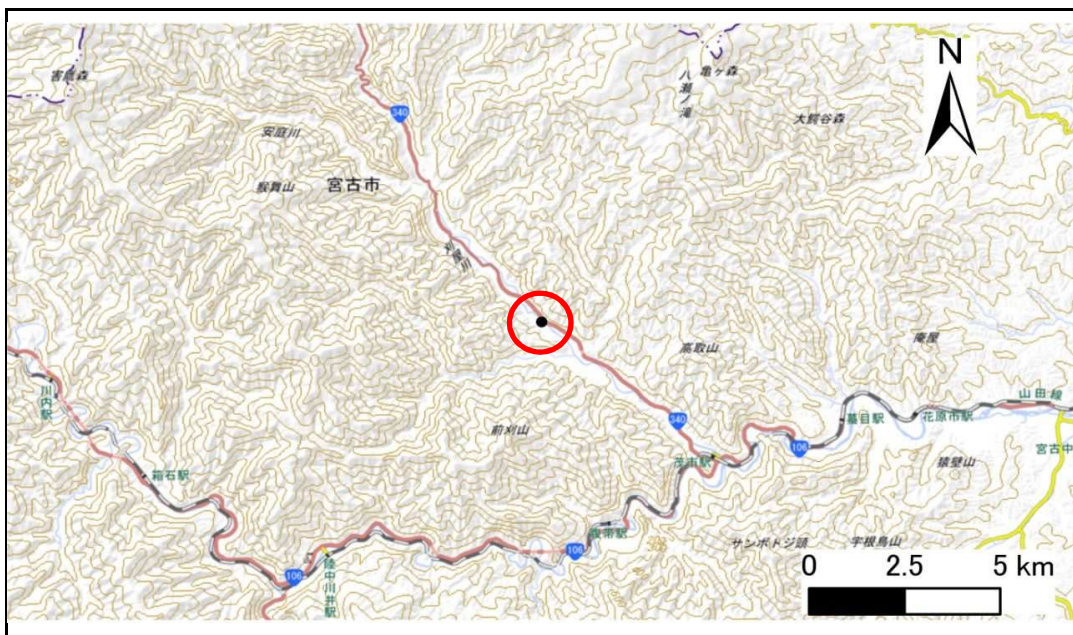 N
害鷹森
亀ヶ森
八瀬ノ滝
340
大鰐谷森
安庭川
猴舞山
宮古市
刈屋川
高取山
庵屋
川内駅
山田線
花原市駅
蟇目駅
340
前刈山
宮古中
茂市駅
106
猿壁山
箱石駅
腹帯駅
サンボトジ頭
宇根鳥山
106
106
陸中川井駅
0 2.5 5 km